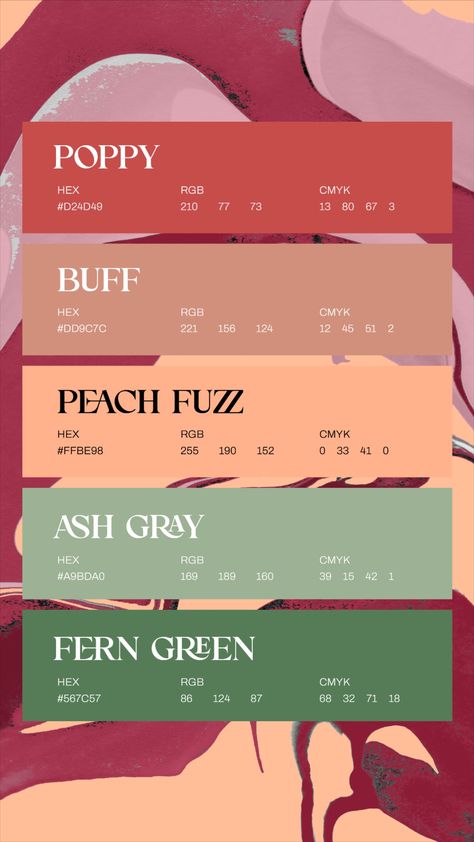 POPPY
HEX RGB CMYK
#D24D49 210 77 73 13 80 67 3
BUFF
HEX RGB CMYK
#DD9C7C 221 156 124 12 45 51 2
PEACH FUZZ
HEX RGB CMYK
#FFBE98 255 190 152 0 33 41 0
ASH GRAY
HEX RGB CMYK
#A9BDA0 169 189 160 39 15 42 1
FERN GREEN
HEX RGB CMYK
#567C57 86 124 87 68 32 71 18